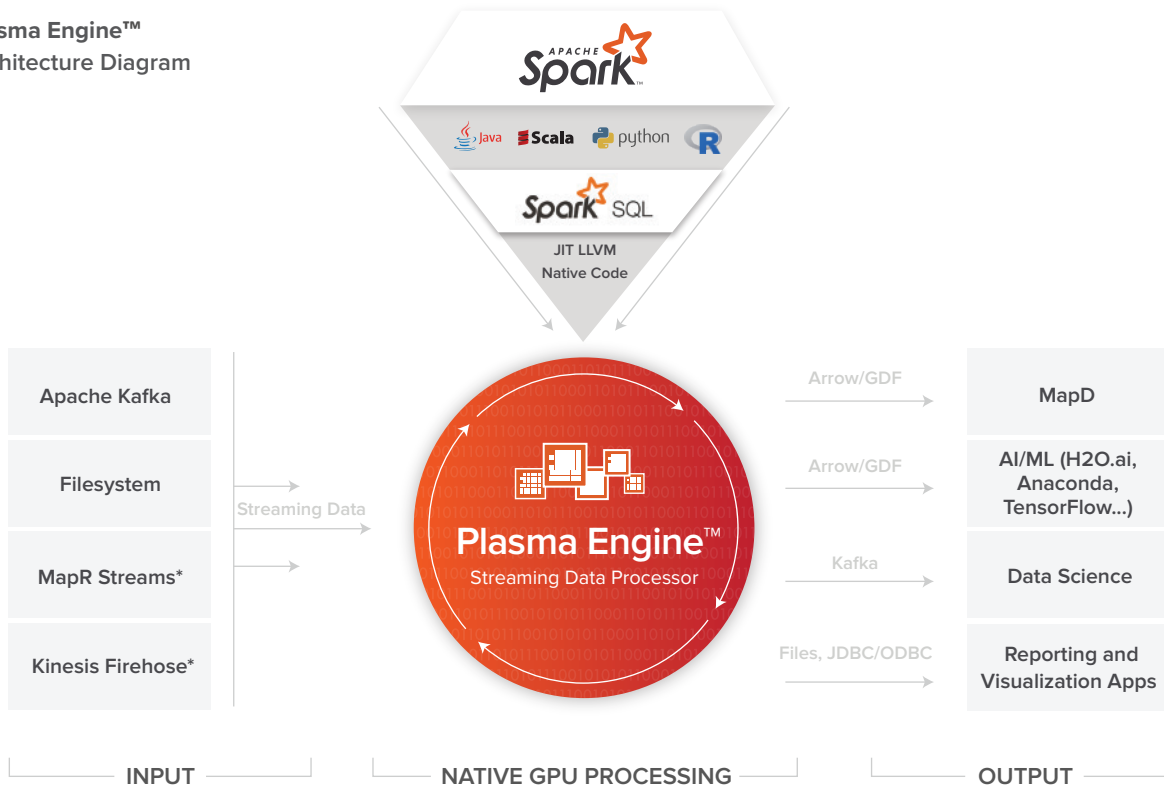 sma Engine™
hitecture Diagram
APACHE
Spark™
Java Scala python R
Spark SQL
JIT LLVM
Native Code
Apache Kafka
Filesystem
MapR Streams*
Kinesis Firehose*
Streaming Data
Plasma Engine™
Streaming Data Processor
Arrow/GDF
MapD
Arrow/GDF
AI/ML (H2O.ai,
Anaconda,
TensorFlow...)
Kafka
Data Science
Files, JDBC/ODBC
Reporting and
Visualization Apps
INPUT
NATIVE GPU PROCESSING
OUTPUT